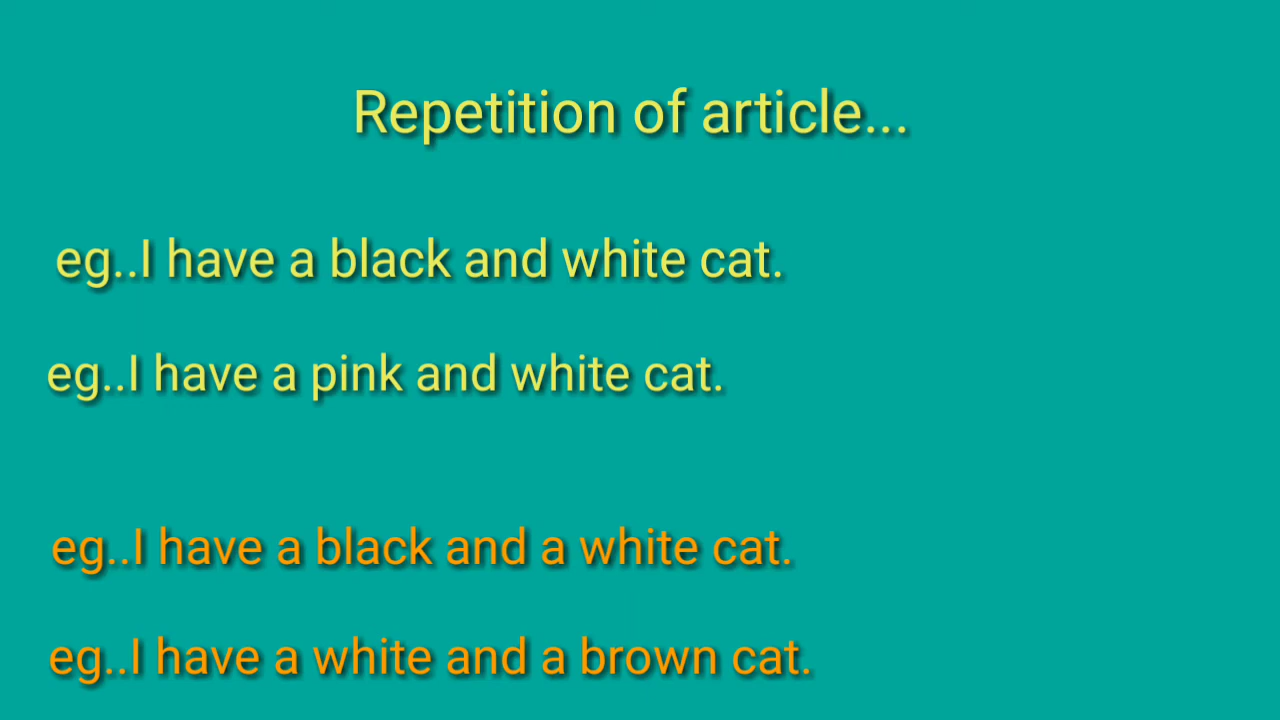 Repetition of article...
eg..I have a black and white cat.
eg..I have a pink and white cat.
eg..I have a black and a white cat.
eg..I have a white and a brown cat.